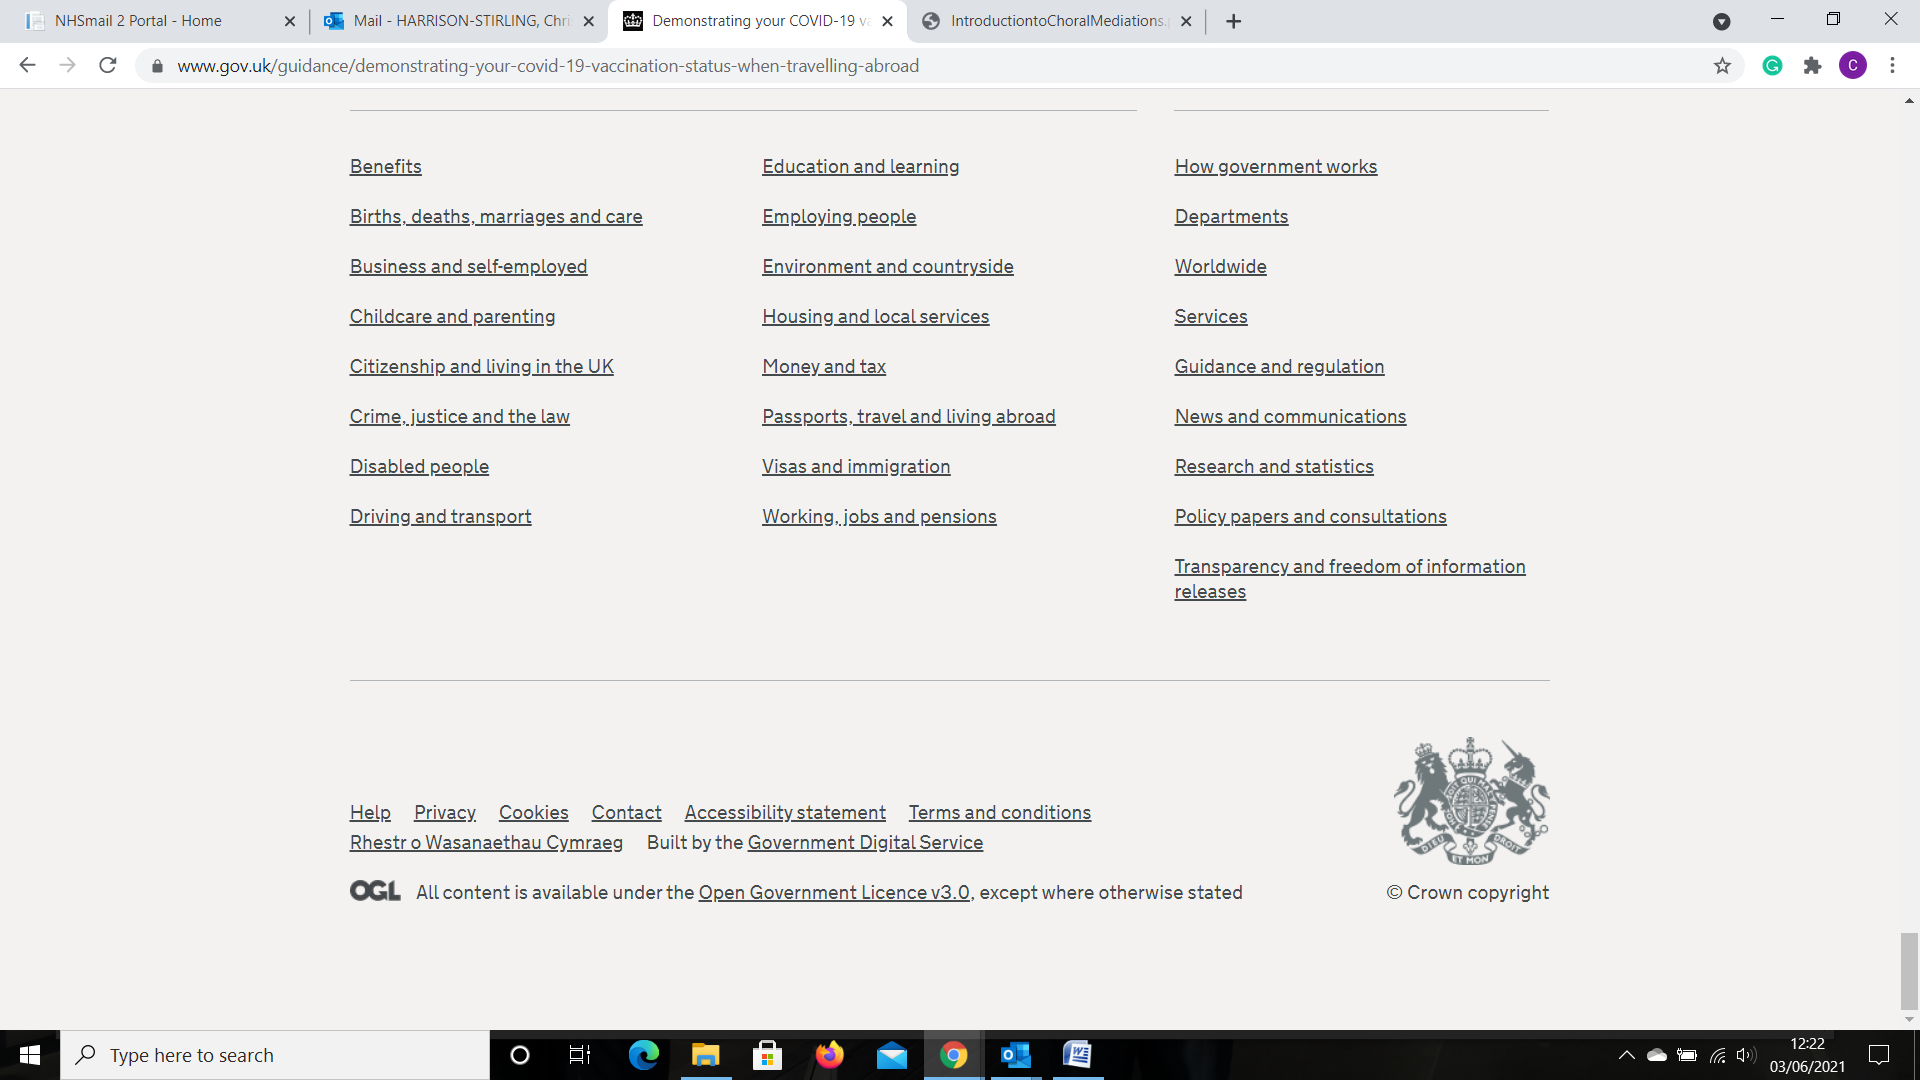 NHSmail 2 Portal - Home
Mail - HARRISON-STIRLING, Chri
Demonstrating your COVID-19 va
IntroductiontoChoralMediations.
www.gov.uk/guidance/demonstrating-your-covid-19-vaccination-status-when-travelling-abroad
C
Benefits
Births, deaths, marriages and care
Business and self-employed
Childcare and parenting
Citizenship and living in the UK
Crime, justice and the law
Disabled people
Driving and transport
Education and learning
Employing people
Environment and countryside
Housing and local services
Money and tax
Passports, travel and living abroad
Visas and immigration
Working, jobs and pensions
How government works
Departments
Worldwide
Services
Guidance and regulation
News and communications
Research and statistics
Policy papers and consultations
Transparency and freedom of information
releases
Help Privacy Cookies Contact Accessibility statement Terms and conditions
Rhestr o Wasanaethau Cymraeg Built by the Government Digital Service
DIEU ET MON DROIT
OGL All content is available under the Open Government Licence v3.0, except where otherwise stated
© Crown copyright
Type here to search
12:22
03/06/2021